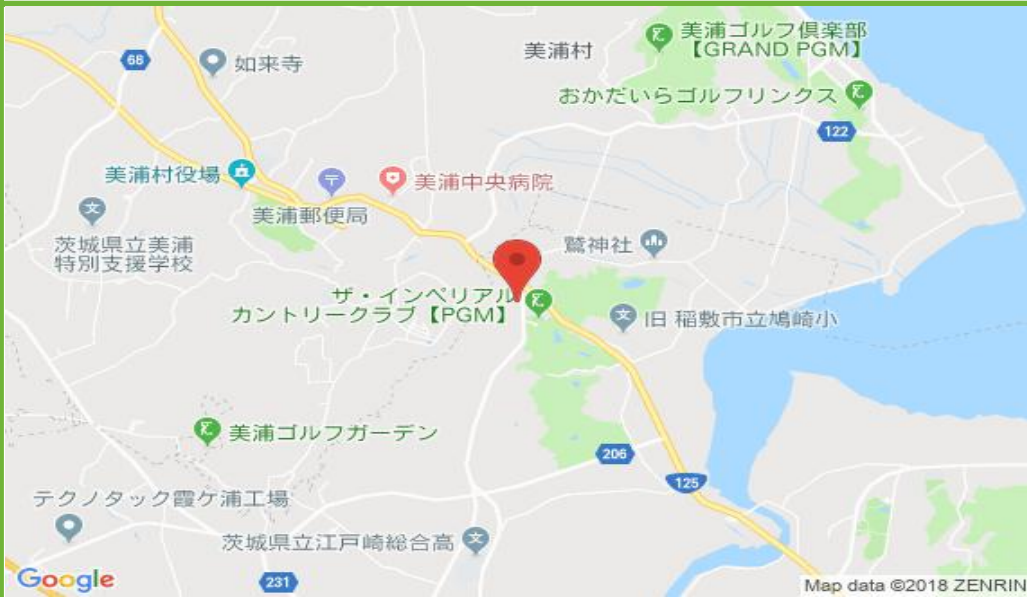 美浦ゴルフ倶楽部
【GRAND PGM】
68
如来寺
美浦村
おかだいらゴルフリンクス
122
美浦村役場
美浦中央病院
〒
美浦郵便局
文
茨城県立美浦
特別支援学校
鷲神社
ザ・インペリアル
カントリークラブ【PGM】
文
旧 稲敷市立鳩崎小
美浦ゴルフガーデン
206
125
テクノタック霞ケ浦工場
茨城県立江戸崎総合高
文
Google
231
Map data ©2018 ZENRIN